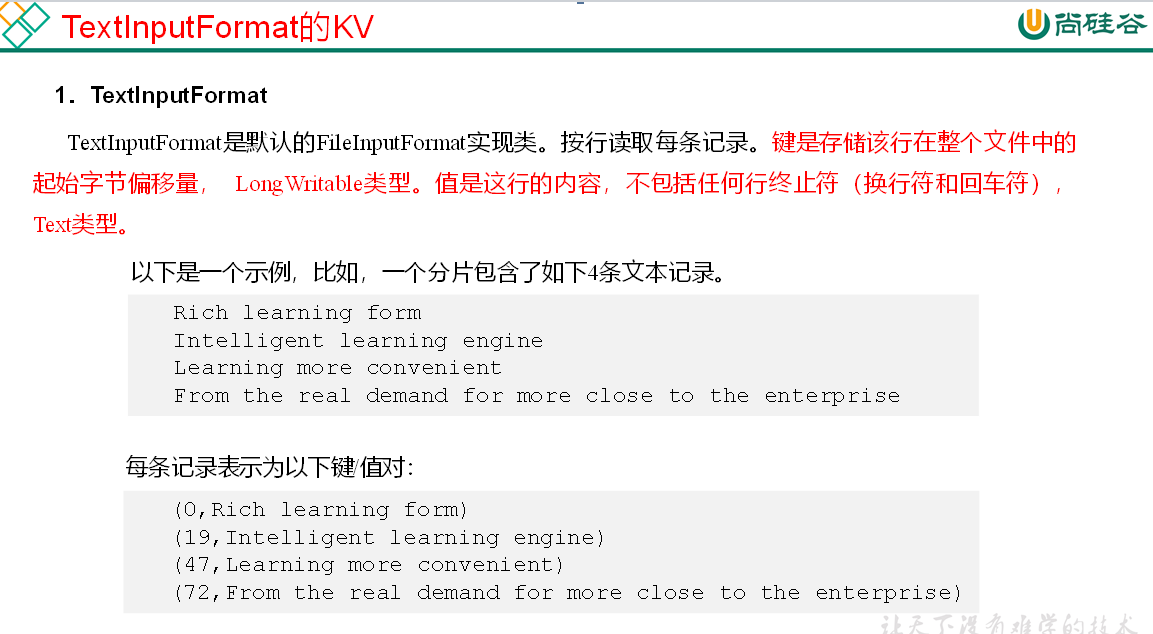 TextInputFormat的KV
尚硅谷
1. TextInputFormat
TextInputFormat是默认的FileInputFormat实现类。按行读取每条记录。键是存储该行在整个文件中的
起始字节偏移量， LongWritable类型。值是这行的内容，不包括任何行终止符（换行符和回车符），
Text类型。
以下是一个示例，比如，一个分片包含了如下4条文本记录。
Rich learning form
Intelligent learning engine
Learning more convenient
From the real demand for more close to the enterprise
每条记录表示为以下键/值对：
(0,Rich learning form)
(19,Intelligent learning engine)
(47,Learning more convenient)
(72,From the real demand for more close to the enterprise)
让天下没有难学的技术